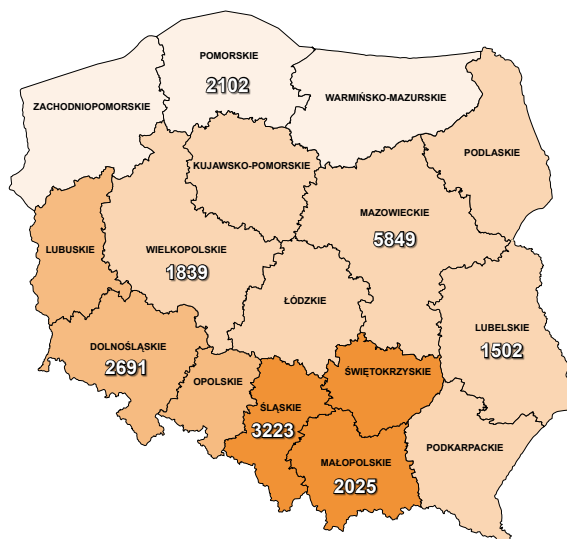 POMORSKIE
2102
ZACHODNIOPOMORSKIE
WARMIŃSKO-MAZURSKIE
PODLASKIE
KUJAWSKO-POMORSKIE
MAZOWIECKIE
5849
LUBUSKIE
WIELKOPOLSKIE
1839
ŁÓDZKIE
LUBELSKIE
1502
DOLNOŚLĄSKIE
2691
OPOLSKIE
ŚWIĘTOKRZYSKIE
ŚLĄSKIE
3223
PODKARPACKIE
MAŁOPOLSKIE
2025